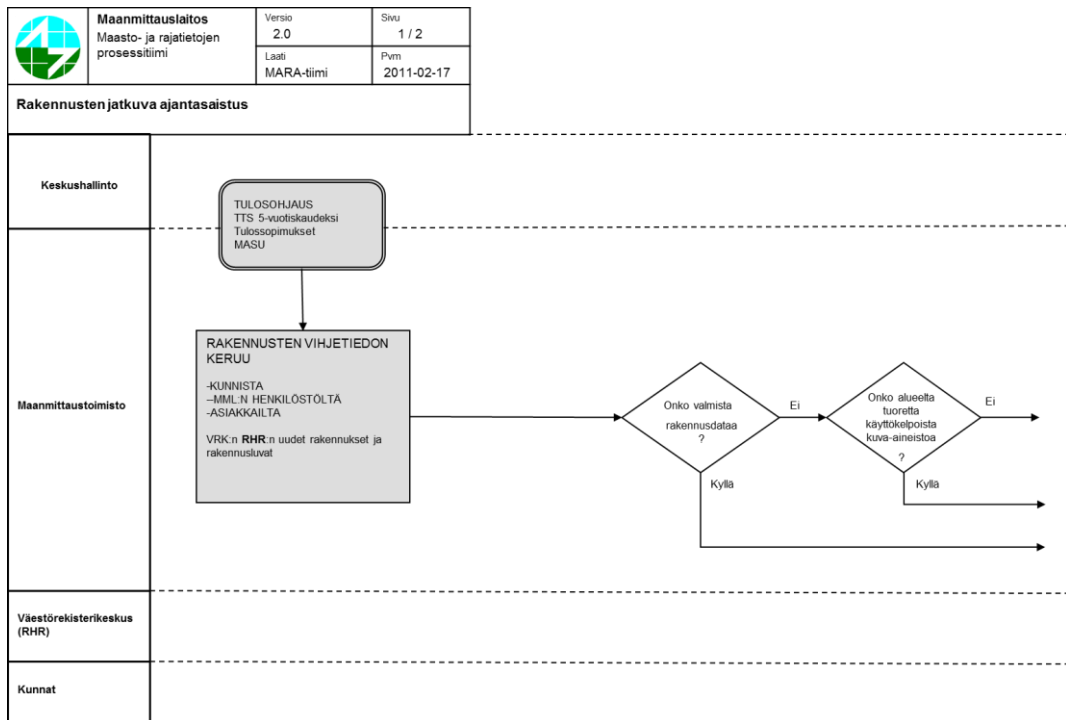 Maanmittauslaitos
Maasto- ja rajatietojen
prosessitiimi
Versio
2.0
Sivu
1 / 2
Laati
MARA-tiimi
Pvm
2011-02-17
Rakennusten jatkuva ajantasaistus
Keskushallinto
TULOSOHJAUS
TTS 5-vuotiskaudeksi
Tulossopimukset
MASU
Maanmittaustoimisto
RAKENNUSTEN VIHJETIEDON
KERUU
-KUNNISTA
--MML:N HENKILÖSTÖLTÄ
-ASIAKKAILTA
VRK:n RHR:n uudet rakennukset ja
rakennusluvat
Onko valmista
rakennusdataa
?
Ei
Kyllä
Onko alueelta
tuoretta
käyttökelpoista
kuva-aineistoa
?
Ei
Kyllä
Väestörekisterikeskus
(RHR)
Kunnat